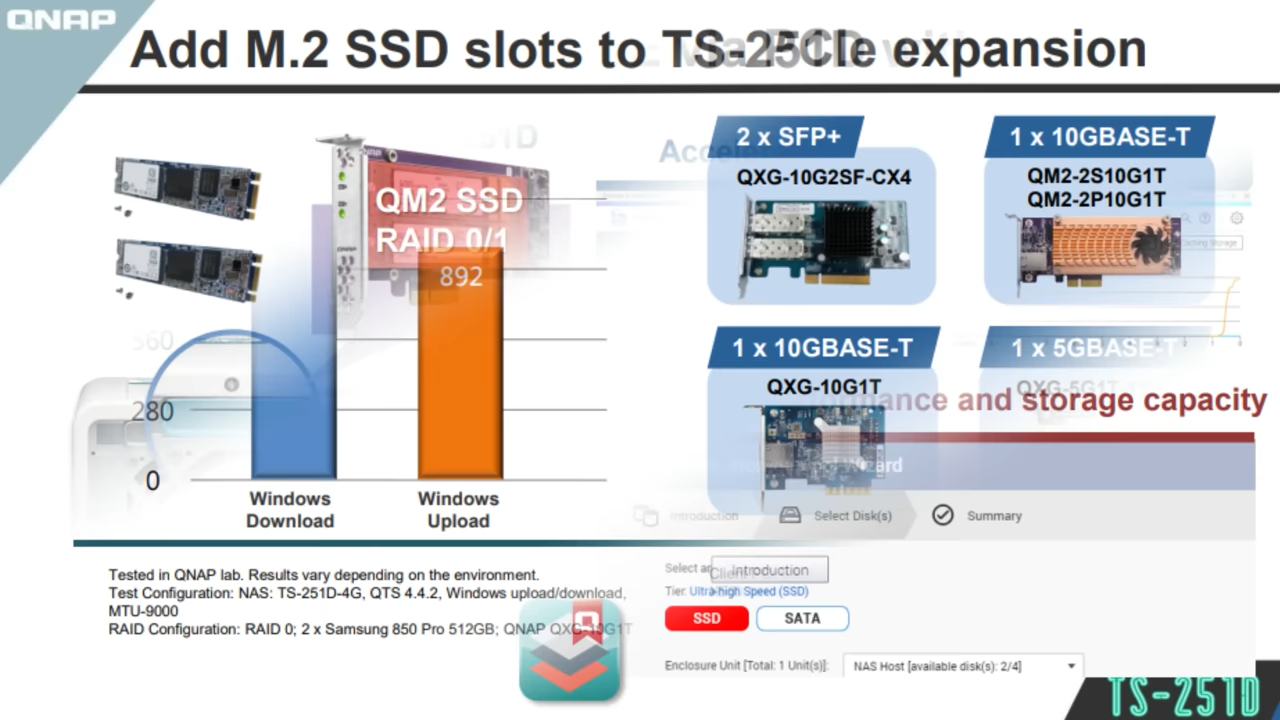 QNAP
Add M.2 SSD slots to TS-251D
PCIe expansion
2 x SFP+
1 x 10GBASE-T
QXG-10G2SF-CX4
QM2-2S10G1T
QM2-2P10G1T
QM2 SSD
RAID 0/1
892
560
280
0
Windows
Download
Windows
Upload
1 x 10GBASE-T
1 x 5GBASE-T
QXG-10G1T
QXG-5G1T
and storage capacity
Wizard
Introduction
Select Disk(s)
Summary
Introduction
Tier: Ultra-high Speed (SSD)
SSD
SATA
Enclosure Unit [Total: 1 Unit(s)]:
NAS Host [available disk(s): 2/4]
Tested in QNAP lab. Results vary depending on the environment.
Test Configuration: NAS: TS-251D-4G, QTS 4.4.2, Windows upload/download,
MTU-9000
RAID Configuration: RAID 0; 2 x Samsung 850 Pro 512GB; QNAP QXG-10G1T
TS-251D